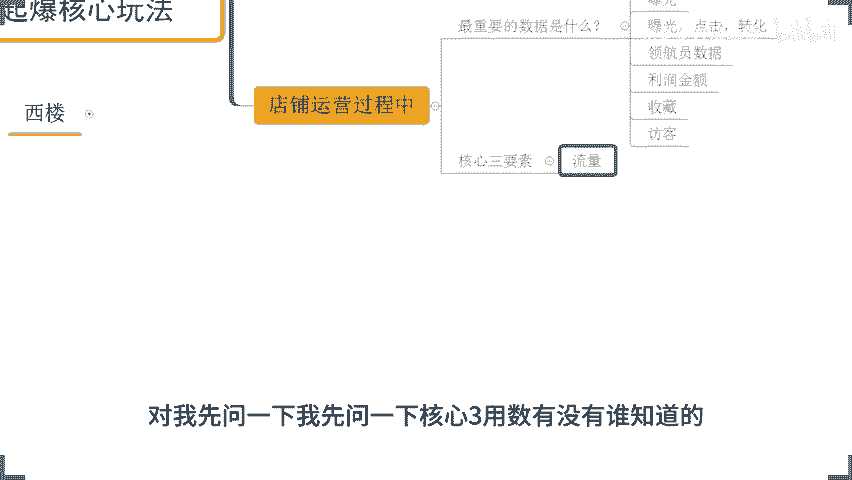 起爆核心玩法
西楼
店铺运营过程中
最重要的数据是什么？
曝光
曝光，点击，转化
领航员数据
利润金额
收藏
访客
核心三要素
流量
对我先问一下我先问一下核心3用数有没有谁知道的